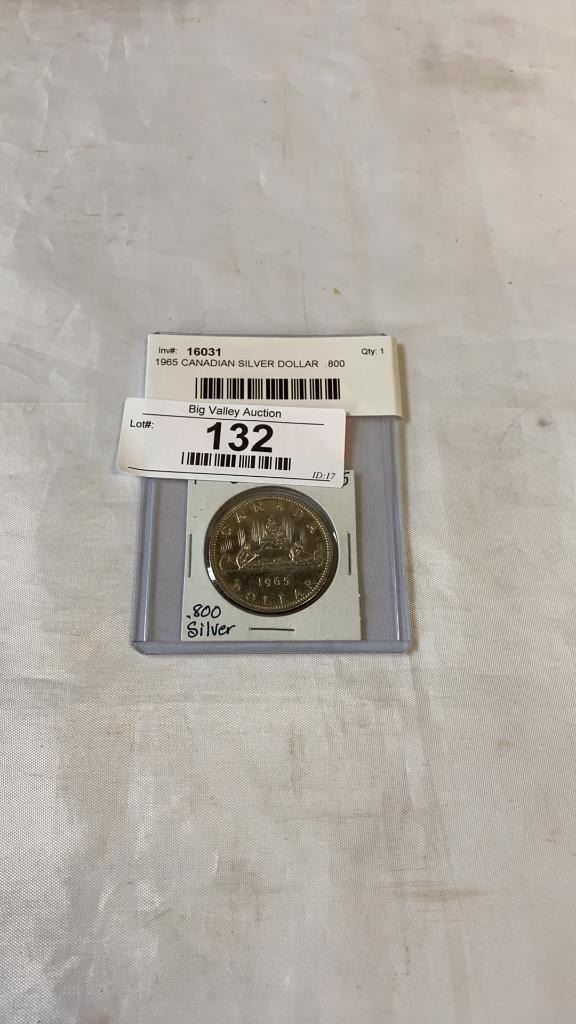 Inv#: 16031 Qty: 1
1965 CANADIAN SILVER DOLLAR .800
Big Valley Auction
Lot#: 132
ID:17
CANADA
1965
DOLLAR
.800
Silver